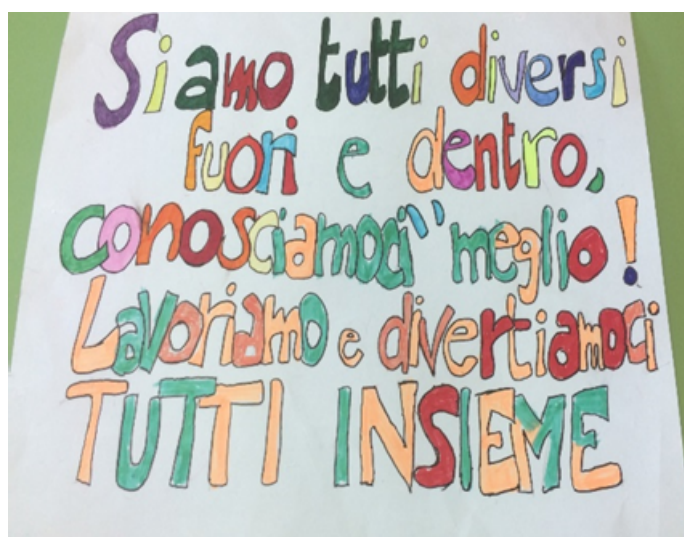 Siamo tutti diversi
fuori e dentro,
conosciamoci" meglio!
Lavoriamo e divertiamoci
TUTTI INSIEME